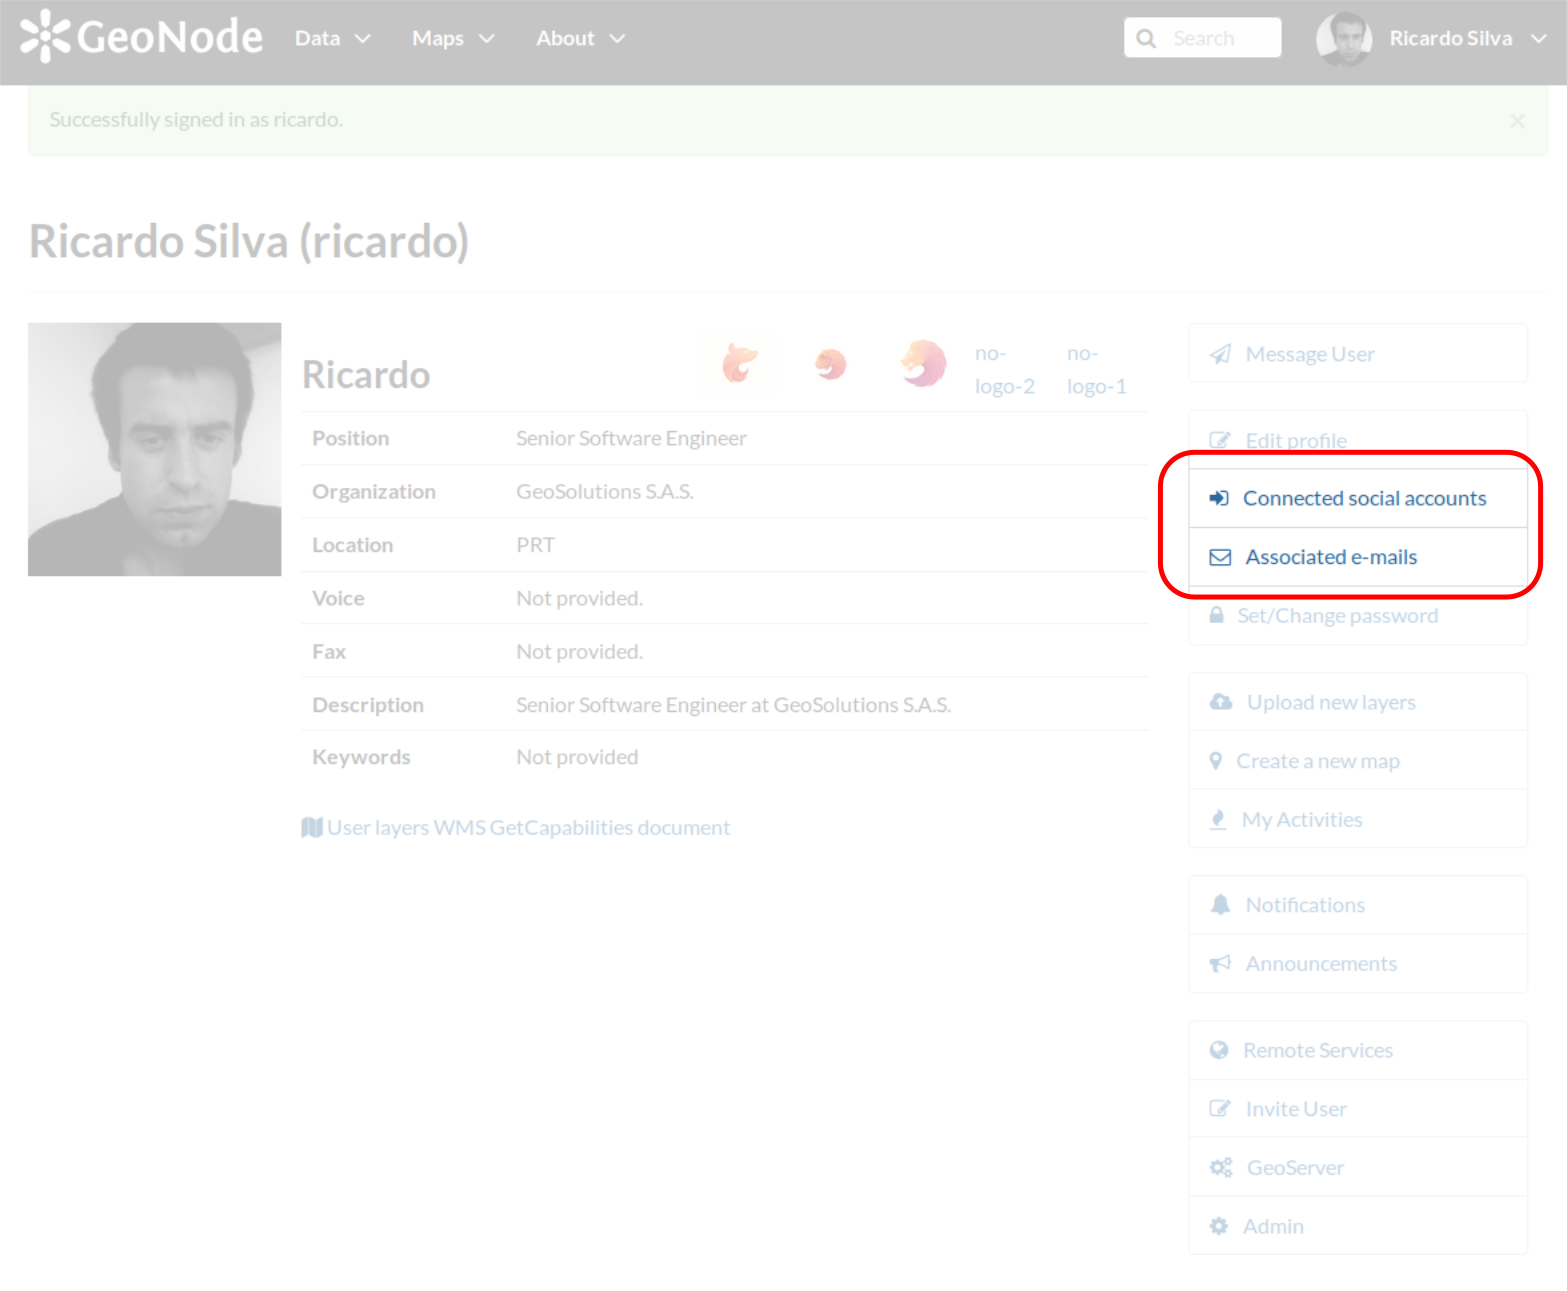 GeoNode Data Maps About Search Ricardo Silva
Successfully signed in as ricardo. ×
Ricardo Silva (ricardo)
Ricardo
no-logo-2
no-logo-1
Position Senior Software Engineer
Organization GeoSolutions S.A.S.
Location PRT
Voice Not provided.
Fax Not provided.
Description Senior Software Engineer at GeoSolutions S.A.S.
Keywords Not provided
User layers WMS GetCapabilities document
Message User
Edit profile
Connected social accounts
Associated e-mails
Set/Change password
Upload new layers
Create a new map
My Activities
Notifications
Announcements
Remote Services
Invite User
GeoServer
Admin